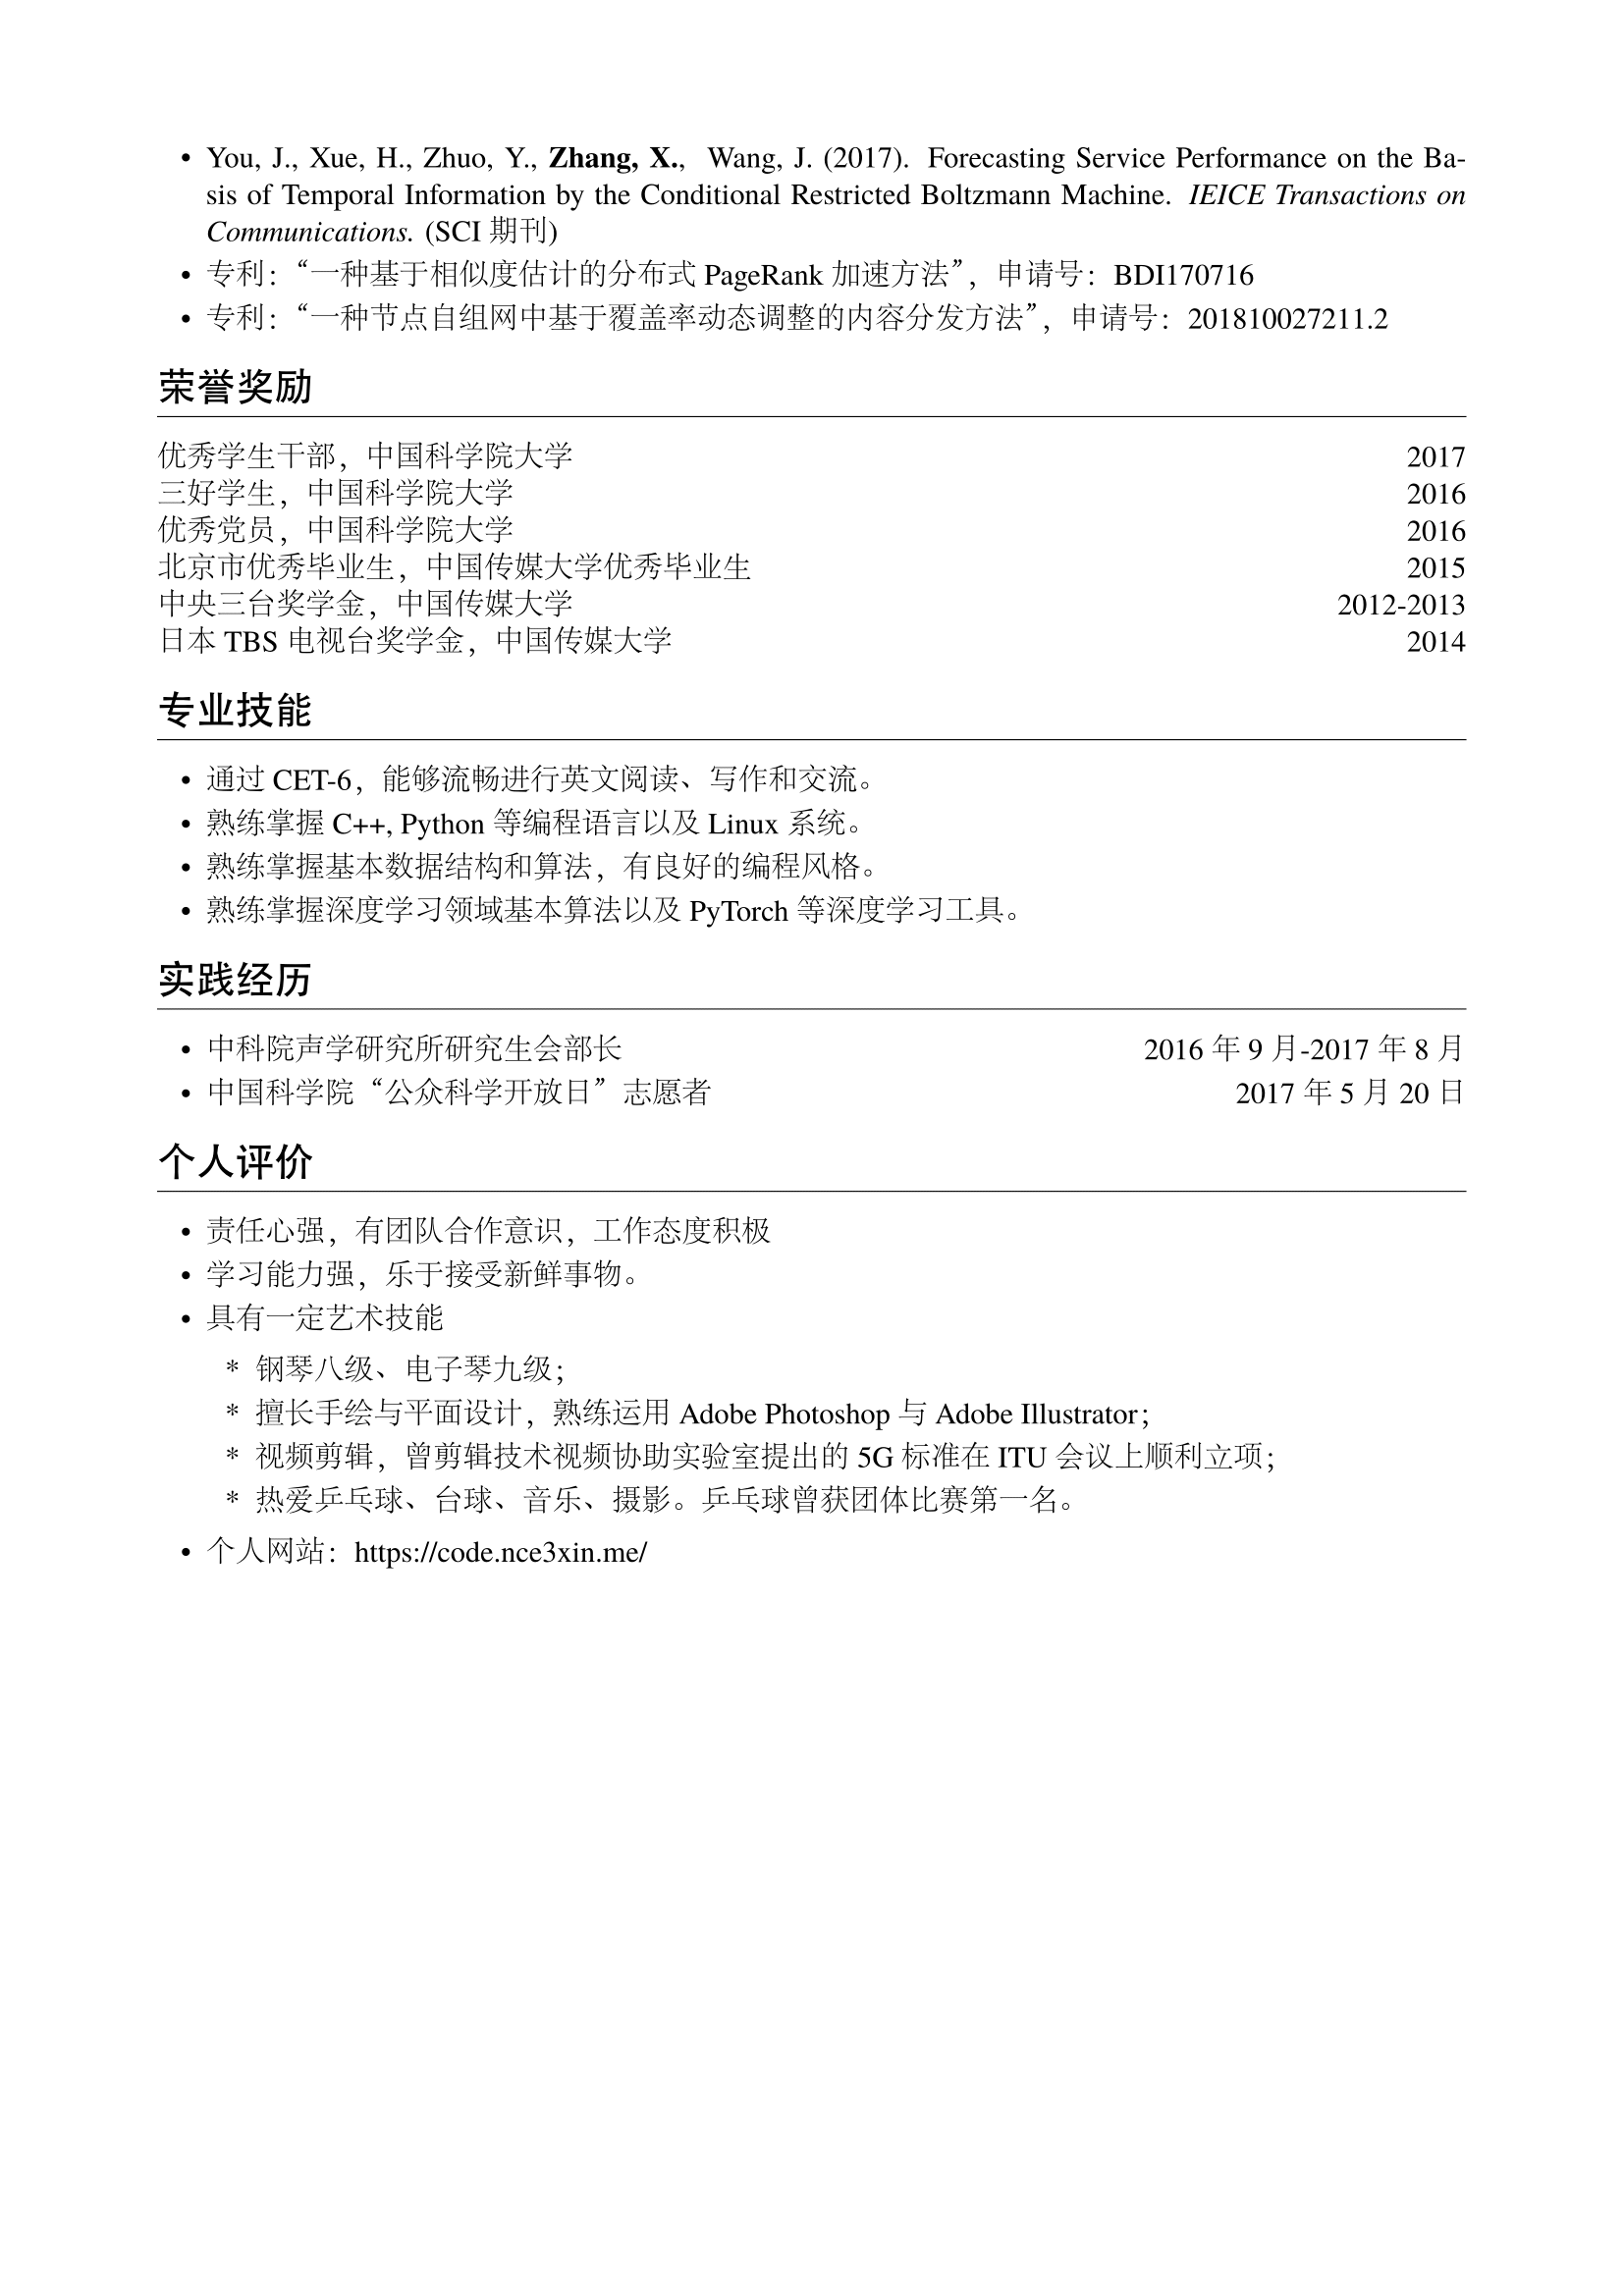 • You, J., Xue, H., Zhuo, Y., Zhang, X., Wang, J. (2017). Forecasting Service Performance on the Ba-
sis of Temporal Information by the Conditional Restricted Boltzmann Machine. IEICE Transactions on
Communications. (SCI 期刊)
• 专利：“一种基于相似度估计的分布式 PageRank 加速方法”，申请号：BDI170716
• 专利：“一种节点自组网中基于覆盖率动态调整的内容分发方法”，申请号：201810027211.2
荣誉奖励
优秀学生干部，中国科学院大学 2017
三好学生，中国科学院大学 2016
优秀党员，中国科学院大学 2016
北京市优秀毕业生，中国传媒大学优秀毕业生 2015
中央三台奖学金，中国传媒大学 2012-2013
日本 TBS 电视台奖学金，中国传媒大学 2014
专业技能
• 通过 CET-6，能够流畅进行英文阅读、写作和交流。
• 熟练掌握 C++, Python 等编程语言以及 Linux 系统。
• 熟练掌握基本数据结构和算法，有良好的编程风格。
• 熟练掌握深度学习领域基本算法以及 PyTorch 等深度学习工具。
实践经历
• 中科院声学研究所研究生会部长 2016 年 9 月-2017 年 8 月
• 中国科学院“公众科学开放日”志愿者 2017 年 5 月 20 日
个人评价
• 责任心强，有团队合作意识，工作态度积极
• 学习能力强，乐于接受新鲜事物。
• 具有一定艺术技能
* 钢琴八级、电子琴九级；
* 擅长手绘与平面设计，熟练运用 Adobe Photoshop 与 Adobe Illustrator；
* 视频剪辑，曾剪辑技术视频协助实验室提出的 5G 标准在 ITU 会议上顺利立项；
* 热爱乒乓球、台球、音乐、摄影。乒乓球曾获团体比赛第一名。
• 个人网站：https://code.nce3xin.me/